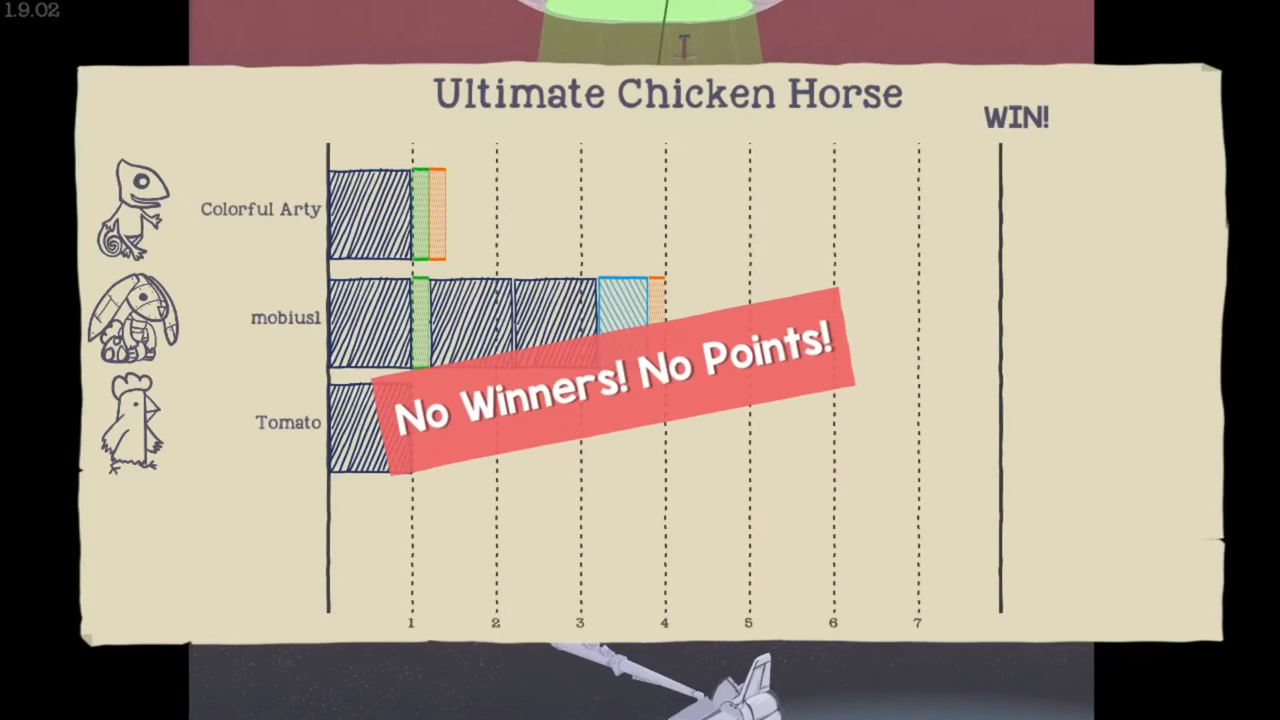 1.9.02
Ultimate Chicken Horse
WIN!
Colorful Arty
mobius1
Tomato
No Winners! No Points!
1 2 3 4 5 6 7